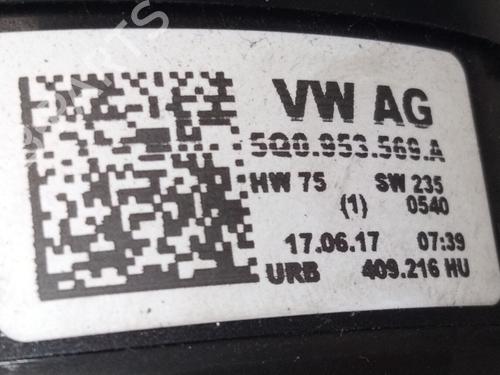 VW AG
5Q0.953.569.A
HW 75 SW 235
(1) 0540
17.06.17 07:39
URB 409.216 HU